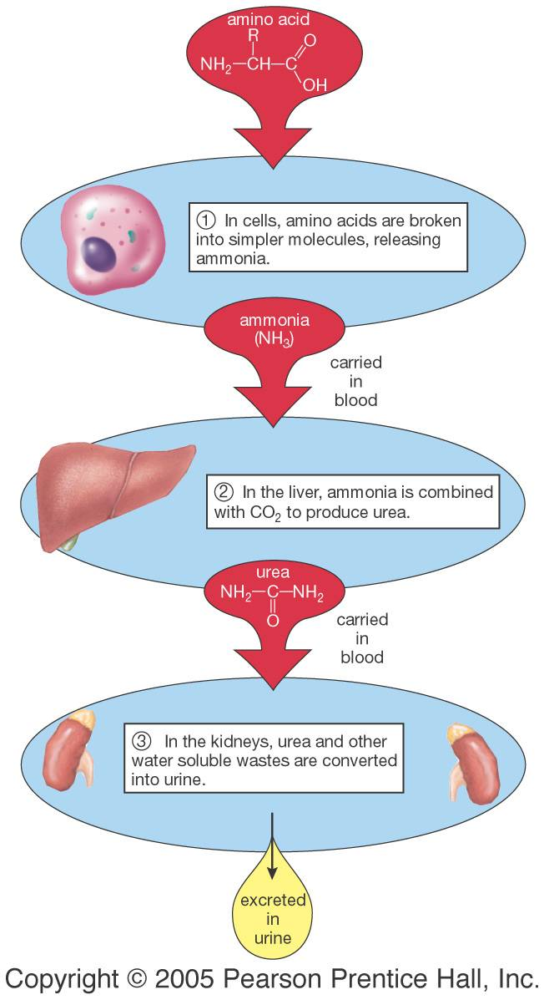 amino acid
R
O
NH₂—CH—C
OH
① In cells, amino acids are broken
into simpler molecules, releasing
ammonia.
ammonia
(NH₃)
carried
in
blood
② In the liver, ammonia is combined
with CO₂ to produce urea.
urea
NH₂—C—NH₂
O
carried
in
blood
③ In the kidneys, urea and other
water soluble wastes are converted
into urine.
excreted
in
urine
Copyright © 2005 Pearson Prentice Hall, Inc.